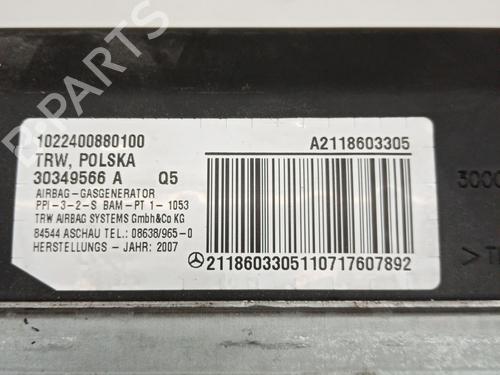 B-PARTS
1022400880100
A2118603305
TRW, POLSKA
30349566 A Q5
AIRBAG-GASGENERATOR
PPI-3-2-S BAM-PT 1- 1053
TRW AIRBAG SYSTEMS GmbH&Co KG
84544 ASCHAU TEL.: 08638/965-0
HERSTELLUNGS - JAHR: 2007
2118603305110717607892
3000